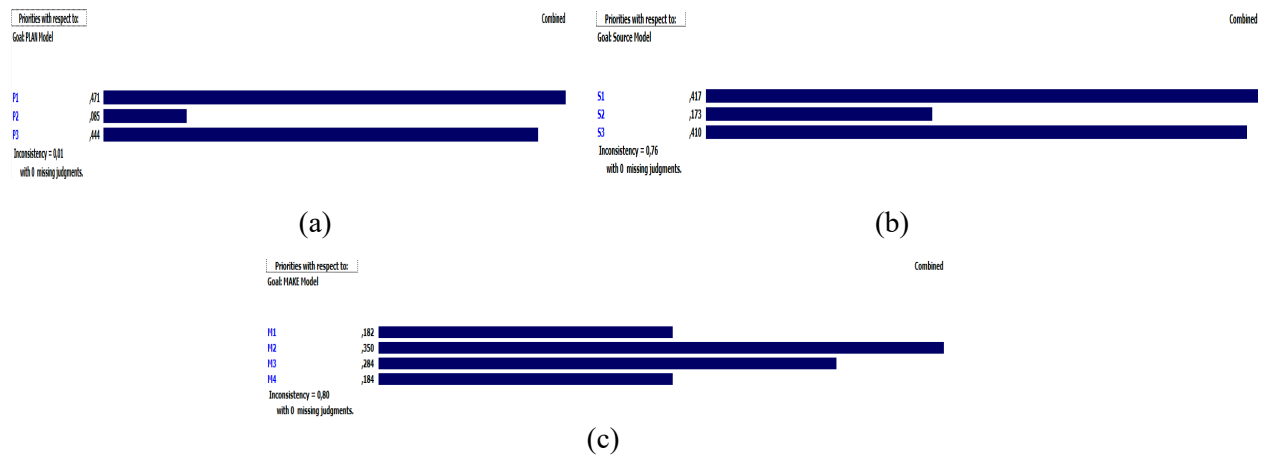 Priorities with respect to: Combined
Goal: PLAN Model
P1 ,471
P2 ,085
P3 ,444
Inconsistency = 0,01
with 0 missing judgments.
(a)
Priorities with respect to: Combined
Goal: Source Model
S1 ,417
S2 ,173
S3 ,410
Inconsistency = 0,76
with 0 missing judgments.
(b)
Priorities with respect to: Combined
Goal: MAKE Model
M1 ,182
M2 ,350
M3 ,284
M4 ,184
Inconsistency = 0,80
with 0 missing judgments.
(c)